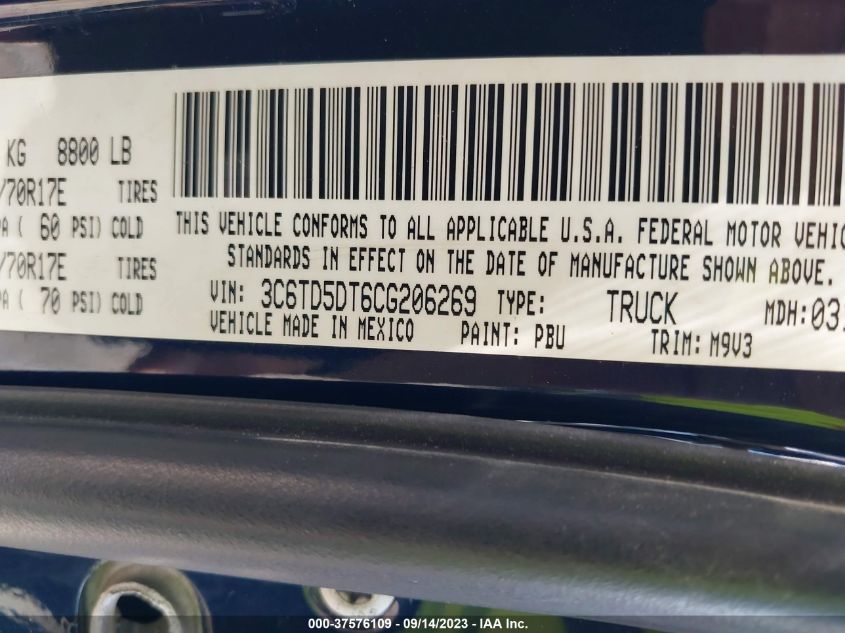 KG 8800 LB
/70R17E TIRES
PA ( 60 PSI) COLD
/70R17E TIRES
PA ( 70 PSI) COLD
THIS VEHICLE CONFORMS TO ALL APPLICABLE U.S.A. FEDERAL MOTOR VEHIC
STANDARDS IN EFFECT ON THE DATE OF MANUFACTURE SHOWN ABOVE.
VIN: 3C6TD5DT6CG206269 TYPE: TRUCK MDH:03
VEHICLE MADE IN MEXICO PAINT: PBU TRIM: M9V3
000-37576109 - 09/14/2023 - IAA Inc.